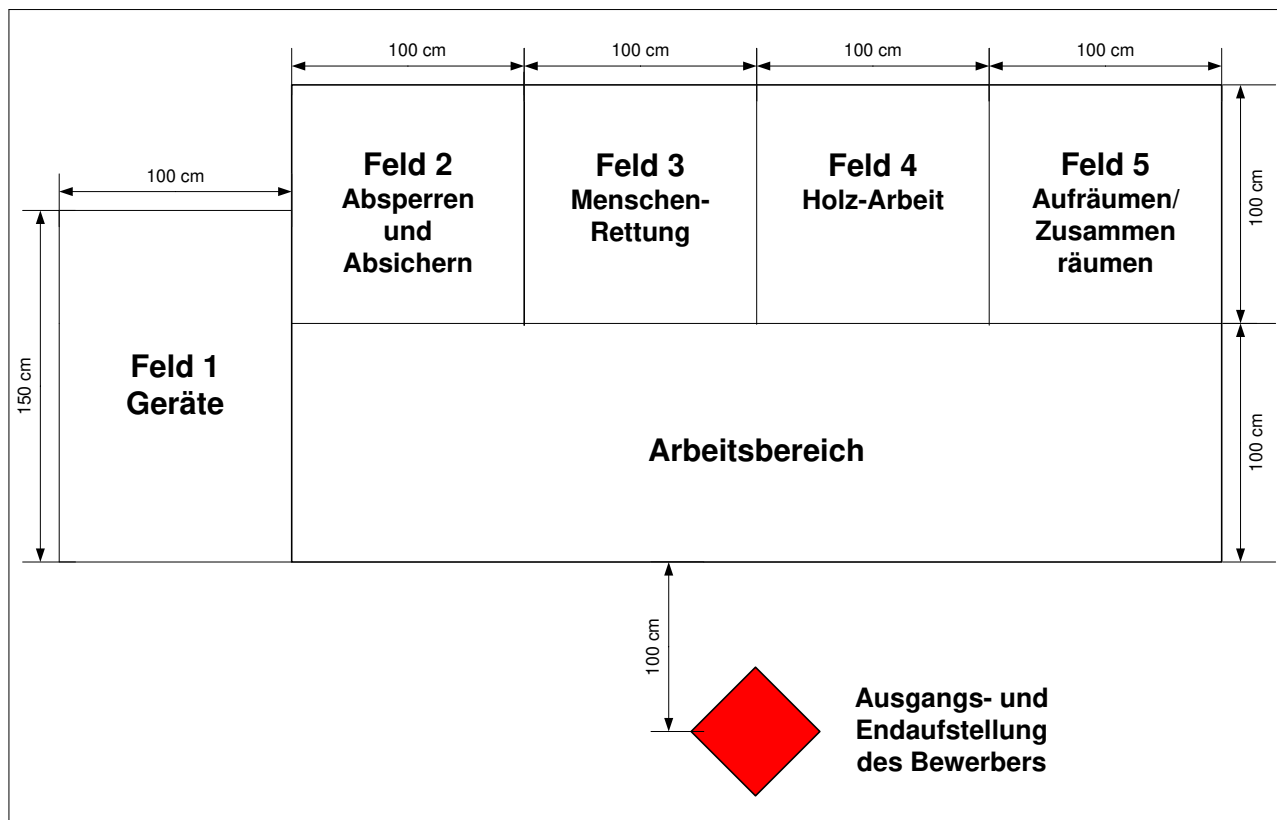 100 cm
100 cm
100 cm
100 cm
100 cm
Feld 2
Absperren
und
Absichern
Feld 3
Menschen-
Rettung
Feld 4
Holz-Arbeit
Feld 5
Aufräumen/
Zusammen
räumen
100 cm
150 cm
Feld 1
Geräte
Arbeitsbereich
100 cm
100 cm
Ausgangs- und
Endaufstellung
des Bewerbers